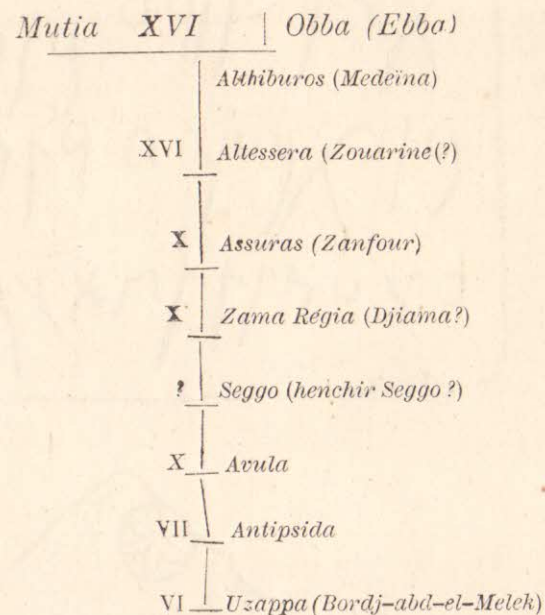 Mutia XVI Obba (Ebba)
Althiburos (Medeïna)
XVI Altessera (Zouarine(?)
X Assuras (Zanfour)
X Zama Régia (Djiama?)
? Seggo (henchir Seggo ?)
X Avula
VII Antipsida
VI Uzappa (Bordj-abd-el-Melek)